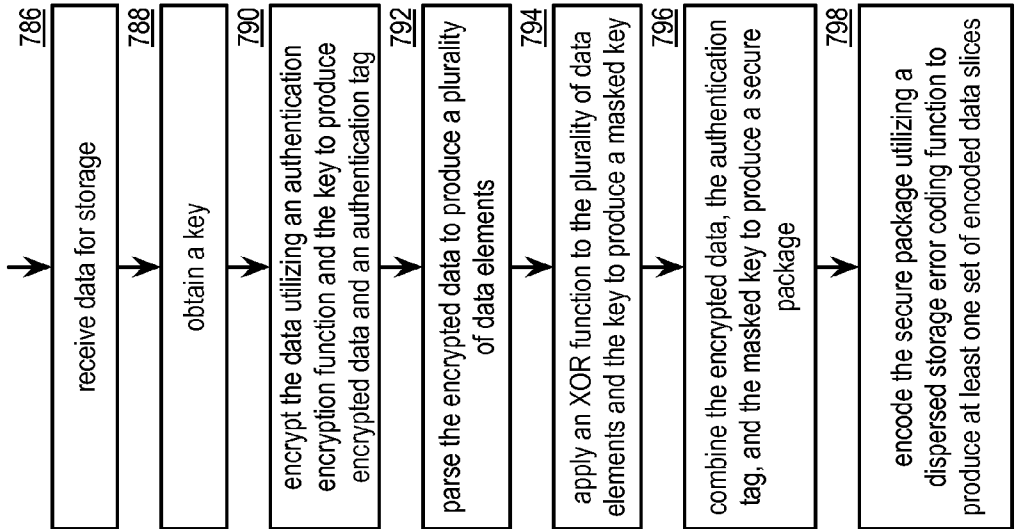 786
receive data for storage
788
obtain a key
790
encrypt the data utilizing an authentication
encryption function and the key to produce
encrypted data and an authentication tag
792
parse the encrypted data to produce a plurality
of data elements
794
apply an XOR function to the plurality of data
elements and the key to produce a masked key
796
combine the encrypted data, the authentication
tag, and the masked key to produce a secure
package
798
encode the secure package utilizing a
dispersed storage error coding function to
produce at least one set of encoded data slices